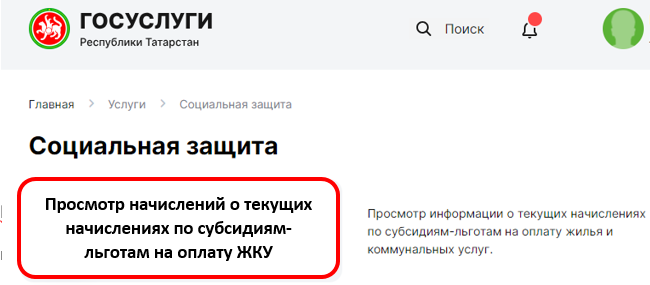 ГОСУСЛУГИ
Республики Татарстан
Поиск
Главная
Услуги
Социальная защита
Социальная защита
Просмотр начислений о текущих
начислениях по субсидиям-
льготам на оплату ЖКУ
Просмотр информации о текущих начислениях
по субсидиям-льготам на оплату жилья и
коммунальных услуг.